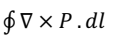 ∮ ∇ × P . dl